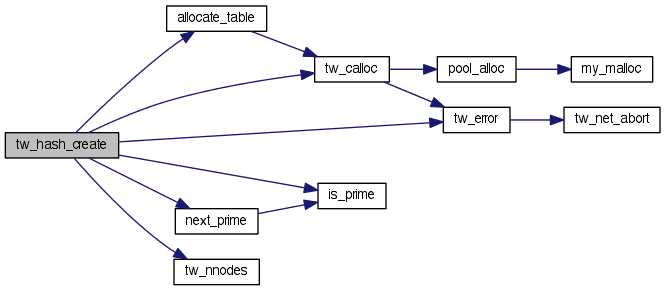 allocate_table
tw_calloc
pool_alloc
my_malloc
tw_error
tw_net_abort
tw_hash_create
is_prime
next_prime
tw_nnodes